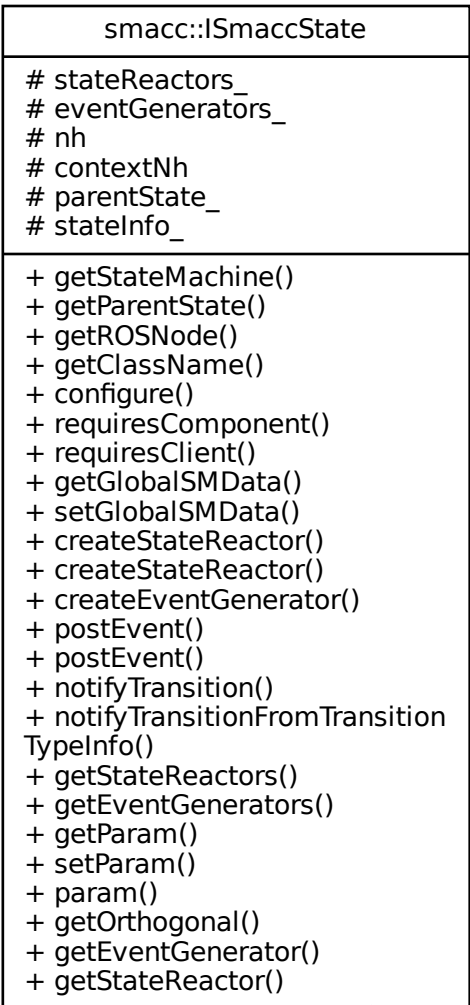 smacc::ISmaccState
# stateReactors_
# eventGenerators_
# nh
# contextNh
# parentState_
# stateInfo_
+ getStateMachine()
+ getParentState()
+ getROSNode()
+ getClassName()
+ configure()
+ requiresComponent()
+ requiresClient()
+ getGlobalSMData()
+ setGlobalSMData()
+ createStateReactor()
+ createStateReactor()
+ createEventGenerator()
+ postEvent()
+ postEvent()
+ notifyTransition()
+ notifyTransitionFromTransition
TypeInfo()
+ getStateReactors()
+ getEventGenerators()
+ getParam()
+ setParam()
+ param()
+ getOrthogonal()
+ getEventGenerator()
+ getStateReactor()